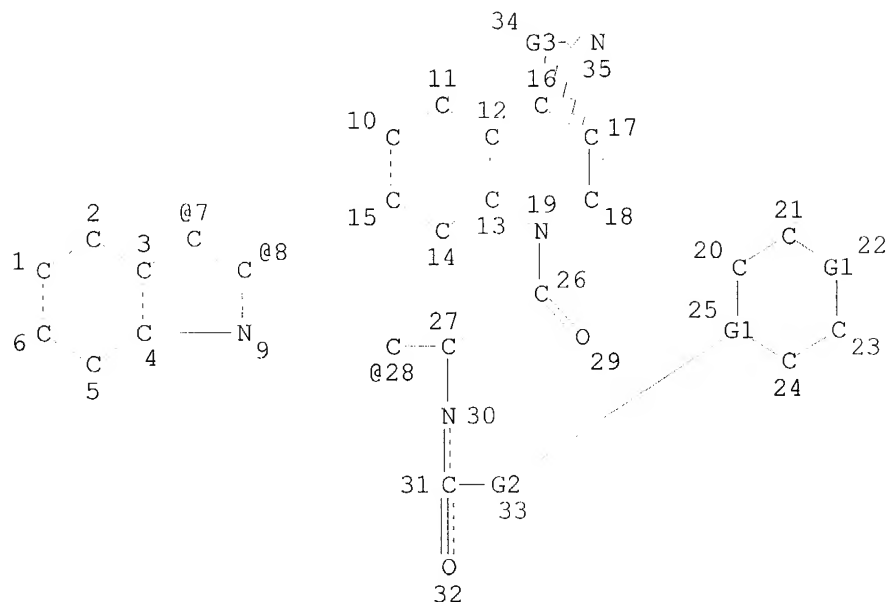 34
G3 N
35
11 16
C C
12
10 C C 17
C
15 C C 19 C
13 N 18
C
14
2 @7
C C
1 3 @8
C C C
C C N
6 4 9
C
5
21
20 C 22
C G1
25
G1 C
23
C
24
C 26
27 O
C C 29
@28
N 30
31 C G2
33
O
32